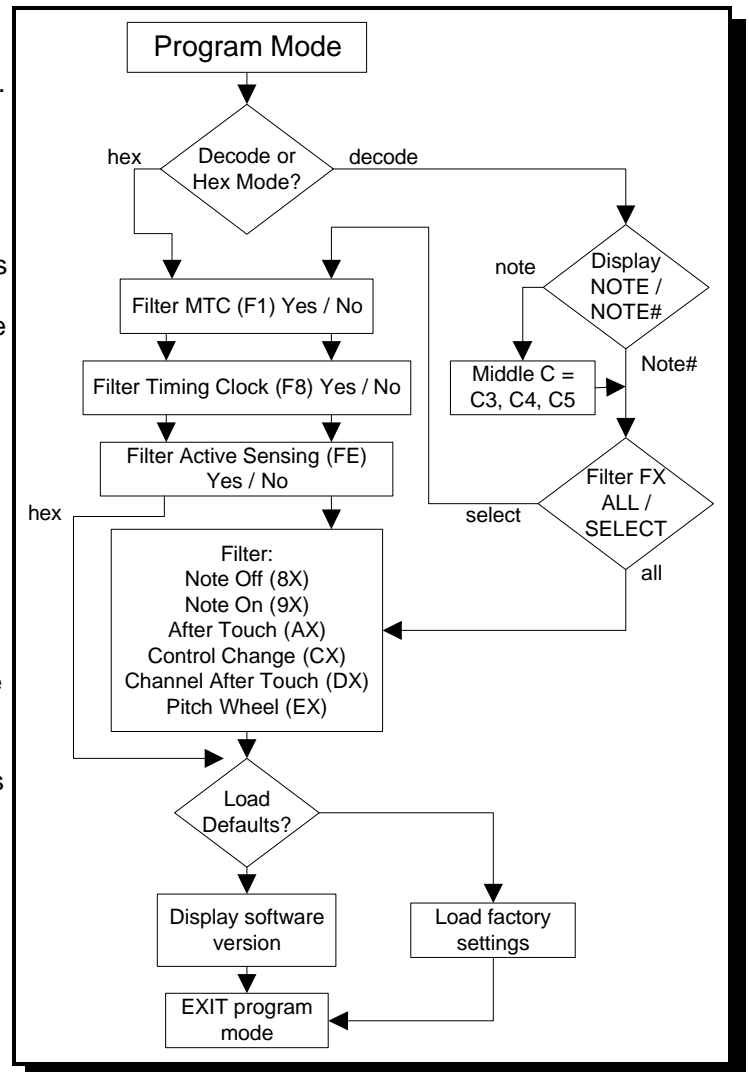 Program Mode
.
hex
Decode or
Hex Mode?
decode
s
note
Display
NOTE /
NOTE#
Filter MTC (F1) Yes / No
e
Note#
Middle C =
C3, C4, C5
Filter Timing Clock (F8) Yes / No
Filter Active Sensing (FE)
Yes / No
Filter FX
ALL /
SELECT
hex
select
all
Filter:
Note Off (8X)
Note On (9X)
After Touch (AX)
Control Change (CX)
Channel After Touch (DX)
Pitch Wheel (EX)
e
s
Load
Defaults?
Display software
version
Load factory
settings
EXIT program
mode